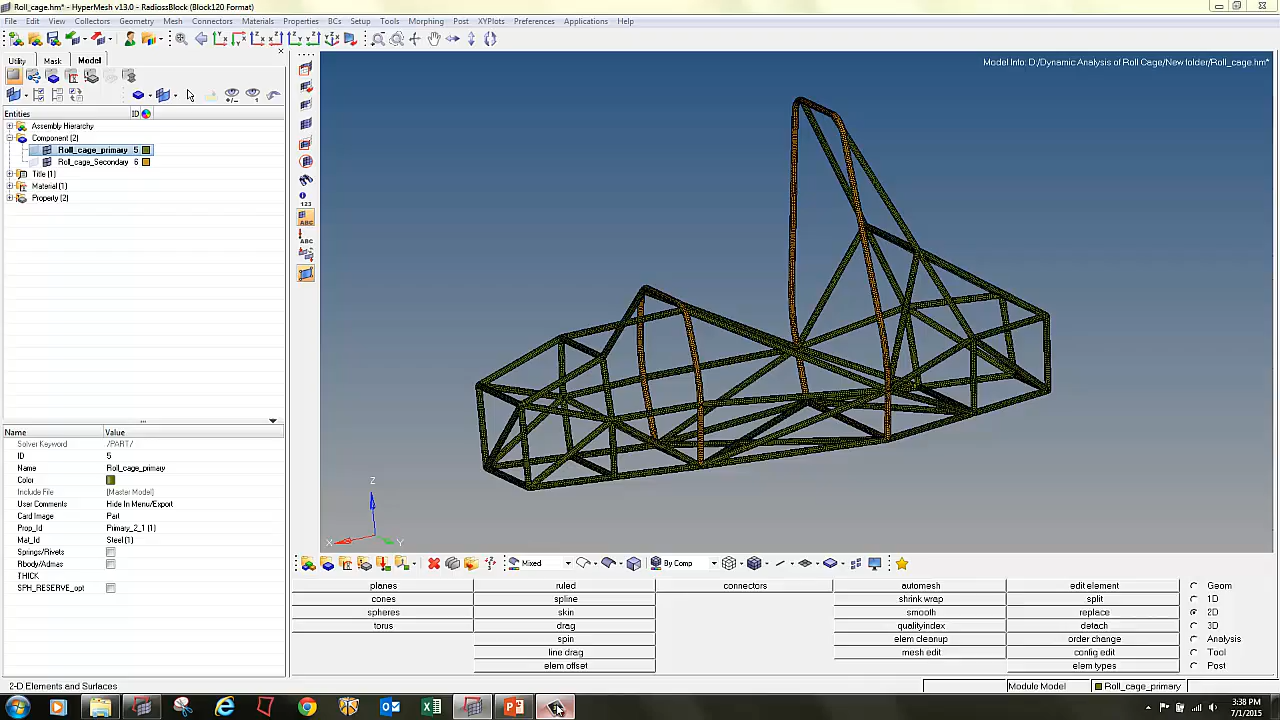 Roll_cage.hm* - HyperMesh v13.0 - RadiossBlock (Block120 Format)
File Edit View Collectors Geometry Mesh Connectors Materials Properties BCs Setup Tools Morphing Post XYPlots Preferences Applications Help
Utility Mask Model
Model Info: D:/Dynamic Analysis of Roll Cage/New folder/Roll_cage.hm*
Entities ID
Assembly Hierarchy
Component (2)
Roll_cage_primary 5
Roll_cage_Secondary 6
Title (1)
Material (1)
Property (2)
123
ABC
ABC
Name Value
Solver Keyword /PART/
ID 5
Name Roll_cage_primary
Color
Include File [Master Model]
User Comments Hide In Menu/Export
Card Image Part
Prop_Id Primary_2_1 (1)
Mat_Id Steel (1)
Springs/Rivets
Rbody/Admas
THICK
SPH_RESERVE_opt
Z
X Y
Mixed By Comp
planes ruled connectors automesh edit element Geom
cones spline shrink wrap split 1D
spheres skin smooth replace 2D
torus drag qualityindex detach 3D
spin elem cleanup order change Analysis
line drag mesh edit config edit Tool
elem offset elem types Post
2-D Elements and Surfaces Module Model Roll_cage_primary
3:38 PM
7/1/2015